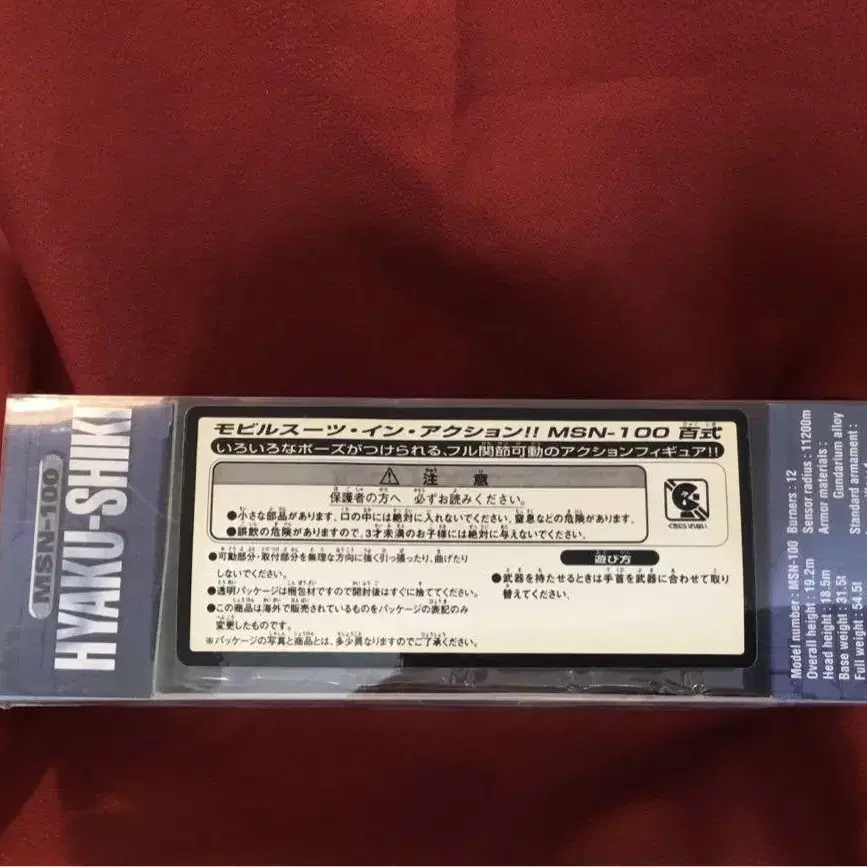 MSN-100
HYAKU-SHIKI
モビルスーツ・イン・アクション!! MSN-100 百式
いろいろなポーズがつけられる、フル関節可動のアクションフィギュア!!
注 意
保護者の方へ 必ずお読みください。
●小さな部品があります。口の中には絶対に入れないでください。窒息などの危険があります。
●誤飲の危険がありますので、3才未満のお子様には絶対に与えないでください。
●可動部分・取付部分を無理な方向に強く引っ張ったり、曲げたり
しないでください。
●透明パッケージは梱包材ですので開封後はすぐに捨ててください。
●この商品は海外で販売されているものをパッケージの表記のみ
変更したものです。
※パッケージの写真と商品とは、多少異なりますのでご了承ください。
遊び方
●武器を持たせるときは手首を武器に合わせて取り
替えてください。
くちにいれない
Model number : MSN-100
Overall height : 19.2m
Head height : 18.5m
Base weight : 31.5t
Full weight : 54.5t
Burners : 12
Sensor radius : 11200m
Armor materials :
Gundarium alloy
Standard armament :